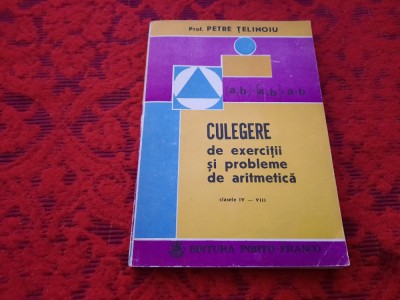 Prof. PETRE ȚELINOIU
a,b · a,b · a·b
CULEGERE
de exerciții
și probleme
de aritmetică
clasele IV — VIII
EDITURA PORTO-FRANCO